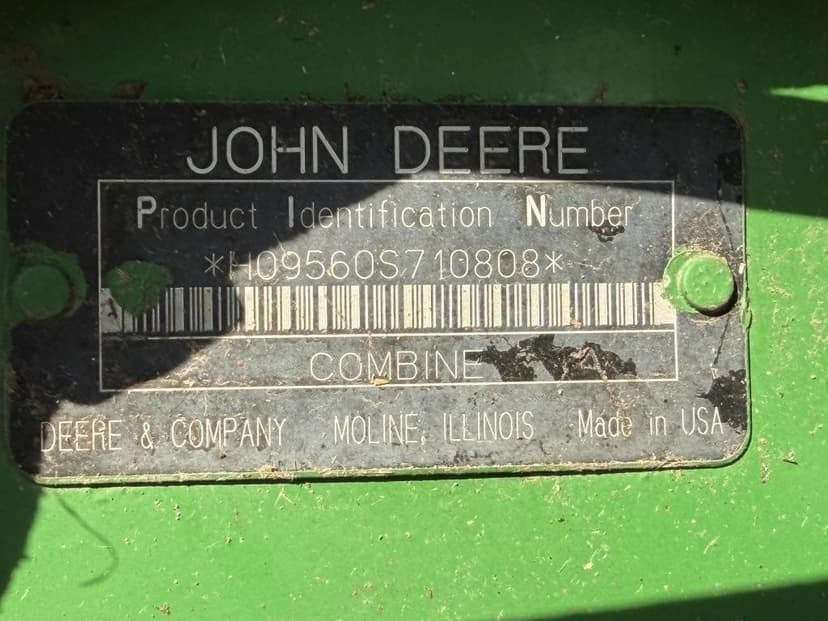 JOHN DEERE
Product Identification Number
*H09560S710808*
COMBINE
DEERE & COMPANY MOLINE, ILLINOIS Made in USA